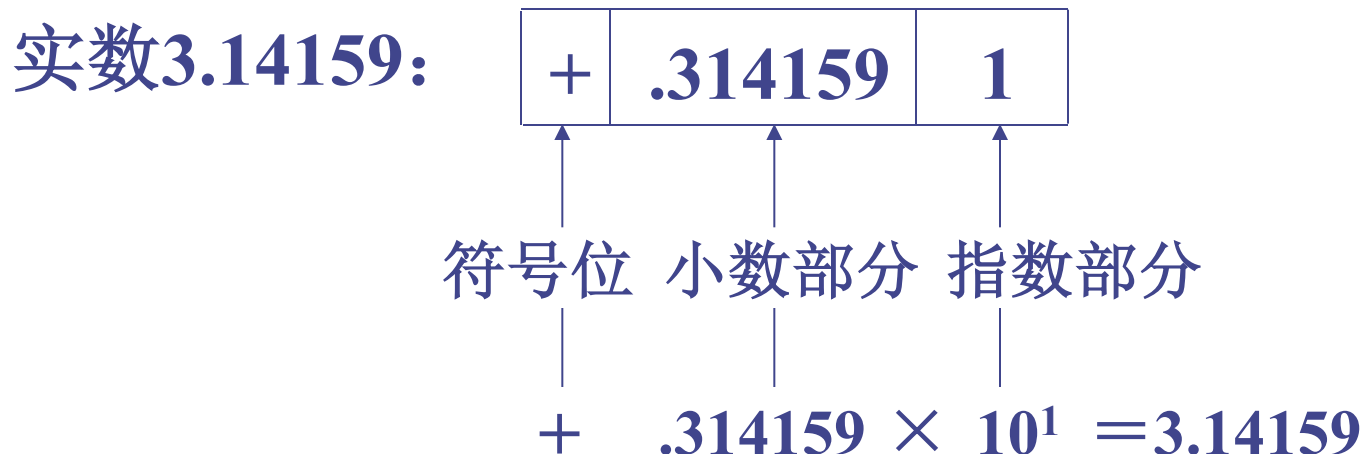 实数3.14159： + .314159 1
符号位 小数部分 指数部分
+ .314159 × 10¹ ＝3.14159